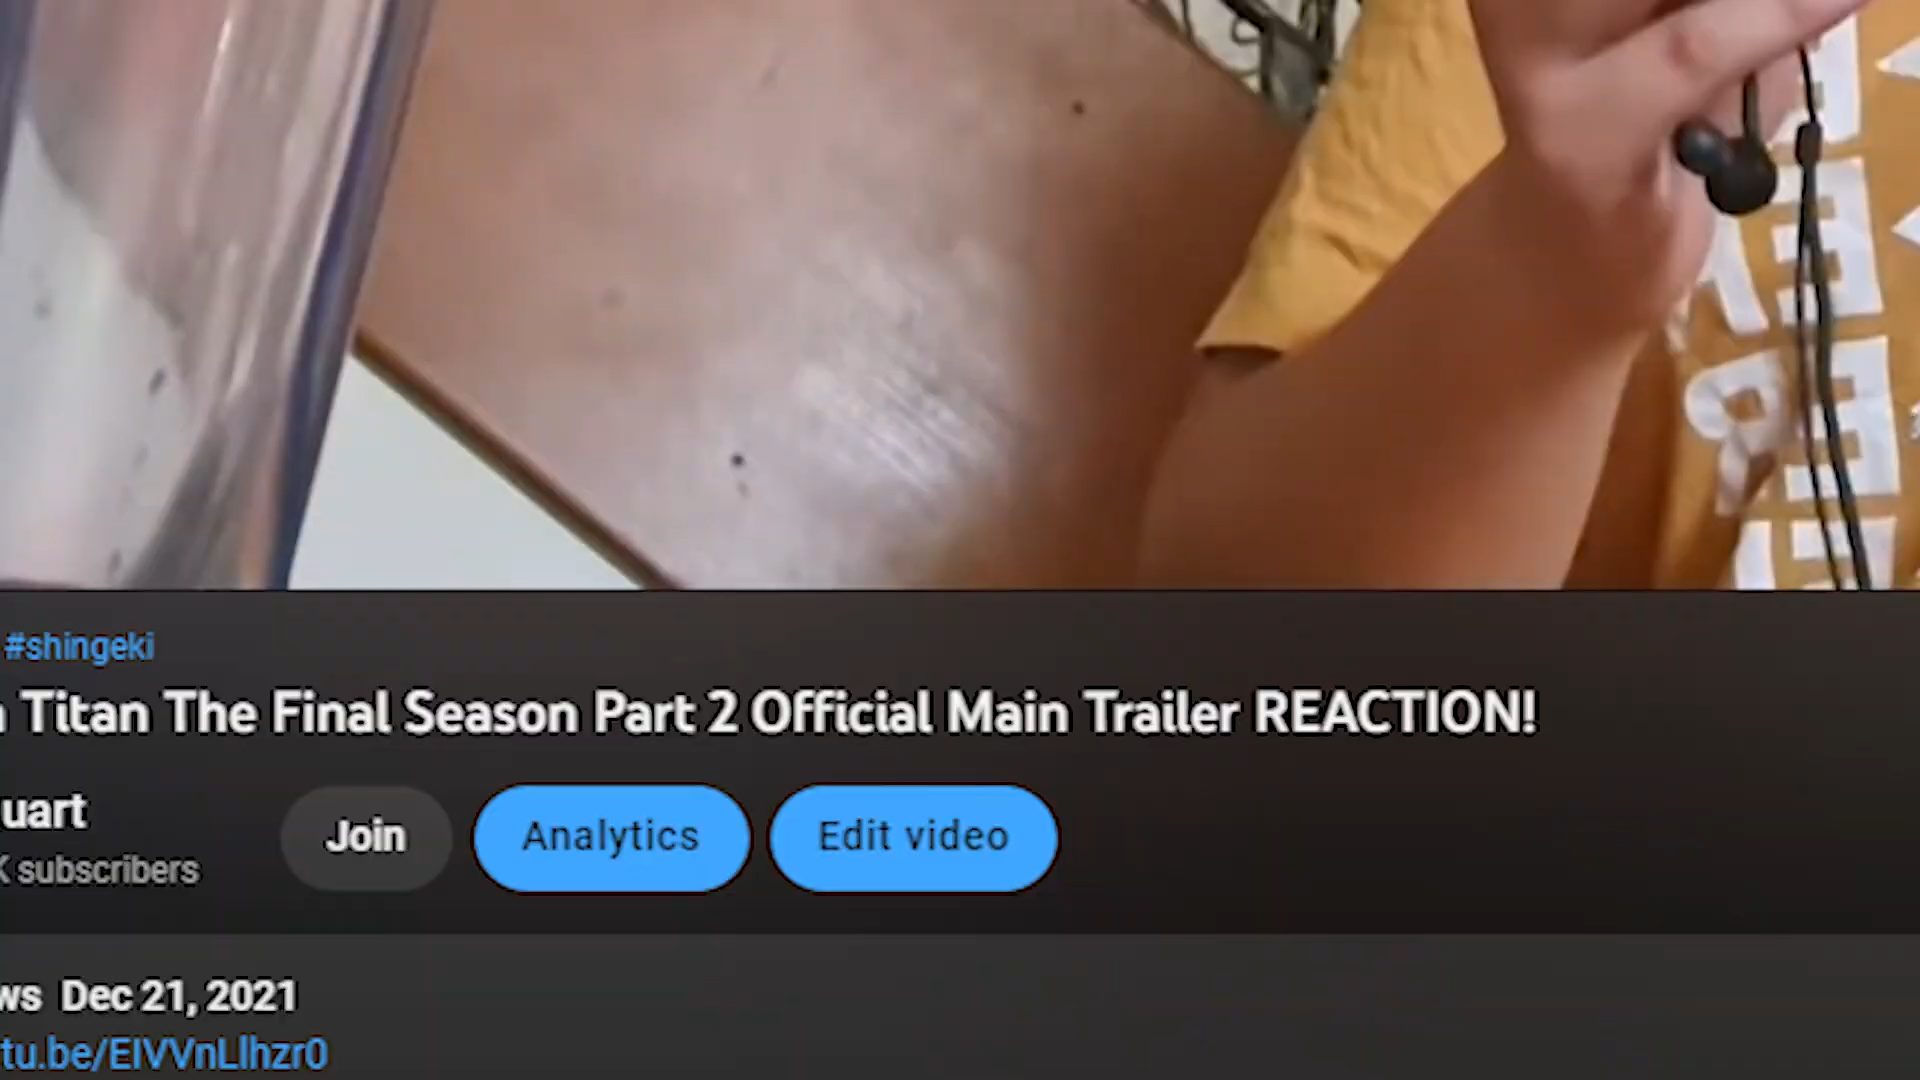 #shingeki
n Titan The Final Season Part 2 Official Main Trailer REACTION!
uart
K subscribers
Join
Analytics
Edit video
ws Dec 21, 2021
tu.be/EIVVnLlhzr0